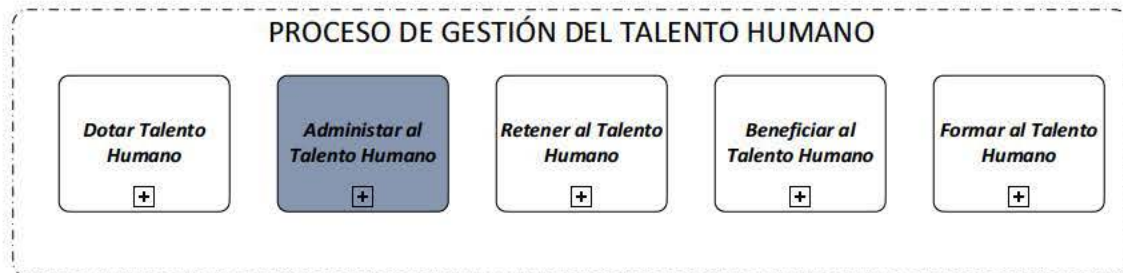 PROCESO DE GESTIÓN DEL TALENTO HUMANO
Dotar Talento
Humano
Administar al
Talento Humano
Retener al Talento
Humano
Beneficiar al
Talento Humano
Formar al Talento
Humano